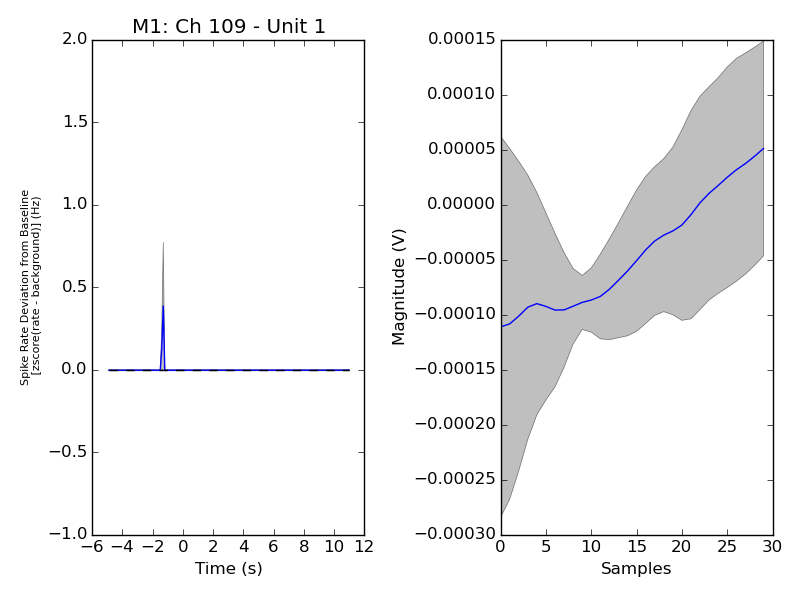 M1: Ch 109 - Unit 1
Spike Rate Deviation from Baseline
[zscore(rate - background)] (Hz)
2.0
1.5
1.0
0.5
0.0
−0.5
−1.0
−6 −4 −2 0 2 4 6 8 10 12
Time (s)
Magnitude (V)
0.00015
0.00010
0.00005
0.00000
−0.00005
−0.00010
−0.00015
−0.00020
−0.00025
−0.00030
0 5 10 15 20 25 30
Samples